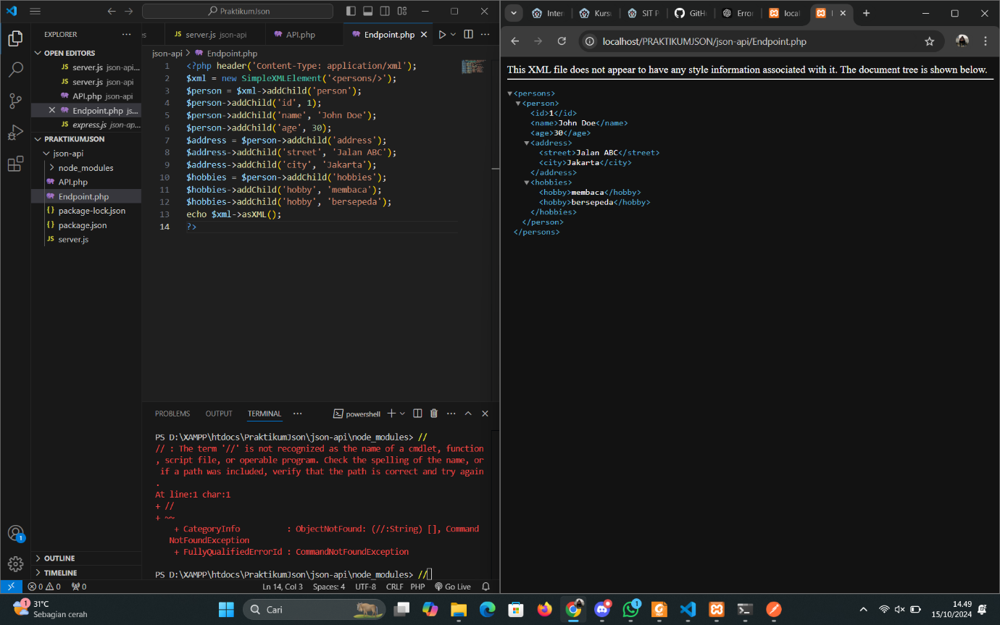 PraktikumJson
EXPLORER
OPEN EDITORS
JS server.js json-api...
JS server.js json-api
API.php json-api
Endpoint.php js...
JS express.js json-ap...
PRAKTIKUMJSON
json-api
node_modules
API.php
Endpoint.php
{} package-lock.json
{} package.json
JS server.js
OUTLINE
TIMELINE
es
JS server.js json-api
API.php
Endpoint.php
json-api > Endpoint.php
1 <?php header('Content-Type: application/xml');
2 $xml = new SimpleXMLElement('<persons/>');
3 $person = $xml->addChild('person');
4 $person->addChild('id', 1);
5 $person->addChild('name', 'John Doe');
6 $person->addChild('age', 30);
7 $address = $person->addChild('address');
8 $address->addChild('street', 'Jalan ABC');
9 $address->addChild('city', 'Jakarta');
10 $hobbies = $person->addChild('hobbies');
11 $hobbies->addChild('hobby', 'membaca');
12 $hobbies->addChild('hobby', 'bersepeda');
13 echo $xml->asXML();
14 ?>
PROBLEMS OUTPUT TERMINAL
powershell
PS D:\XAMPP\htdocs\PraktikumJson\json-api\node_modules> //
// : The term '//' is not recognized as the name of a cmdlet, function
, script file, or operable program. Check the spelling of the name, or
if a path was included, verify that the path is correct and try again
.
At line:1 char:1
+ //
+ ~~
+ CategoryInfo : ObjectNotFound: (//:String) [], Command
NotFoundException
+ FullyQualifiedErrorId : CommandNotFoundException
PS D:\XAMPP\htdocs\PraktikumJson\json-api\node_modules> //
1
0 0 0 Ln 14, Col 3 Spaces: 4 UTF-8 CRLF PHP Go Live
Inter Kurs SIT P GitH Error local
localhost/PRAKTIKUMJSON/json-api/Endpoint.php
This XML file does not appear to have any style information associated with it. The document tree is shown below.
<persons>
<person>
<id>1</id>
<name>John Doe</name>
<age>30</age>
<address>
<street>Jalan ABC</street>
<city>Jakarta</city>
</address>
<hobbies>
<hobby>membaca</hobby>
<hobby>bersepeda</hobby>
</hobbies>
</person>
</persons>
1
31°C
Sebagian cerah
Cari
1
14.49
15/10/2024